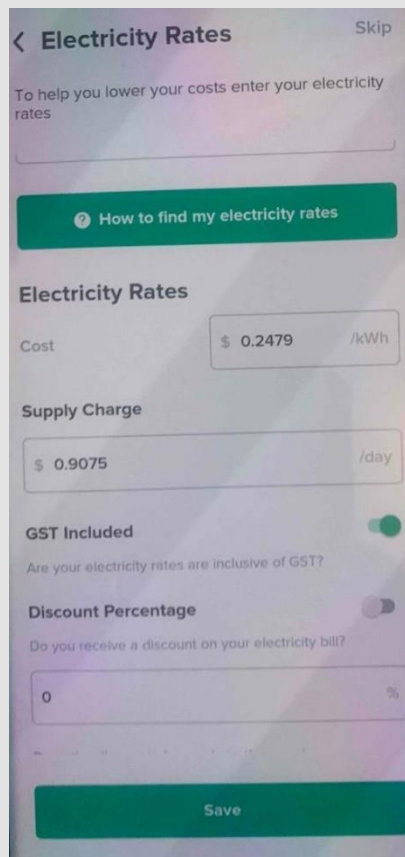 Electricity Rates
Skip
To help you lower your costs enter your electricity
rates
? How to find my electricity rates
Electricity Rates
Cost
$ 0.2479 /kWh
Supply Charge
$ 0.9075 /day
GST Included
Are your electricity rates are inclusive of GST?
Discount Percentage
Do you receive a discount on your electricity bill?
0 %
Save